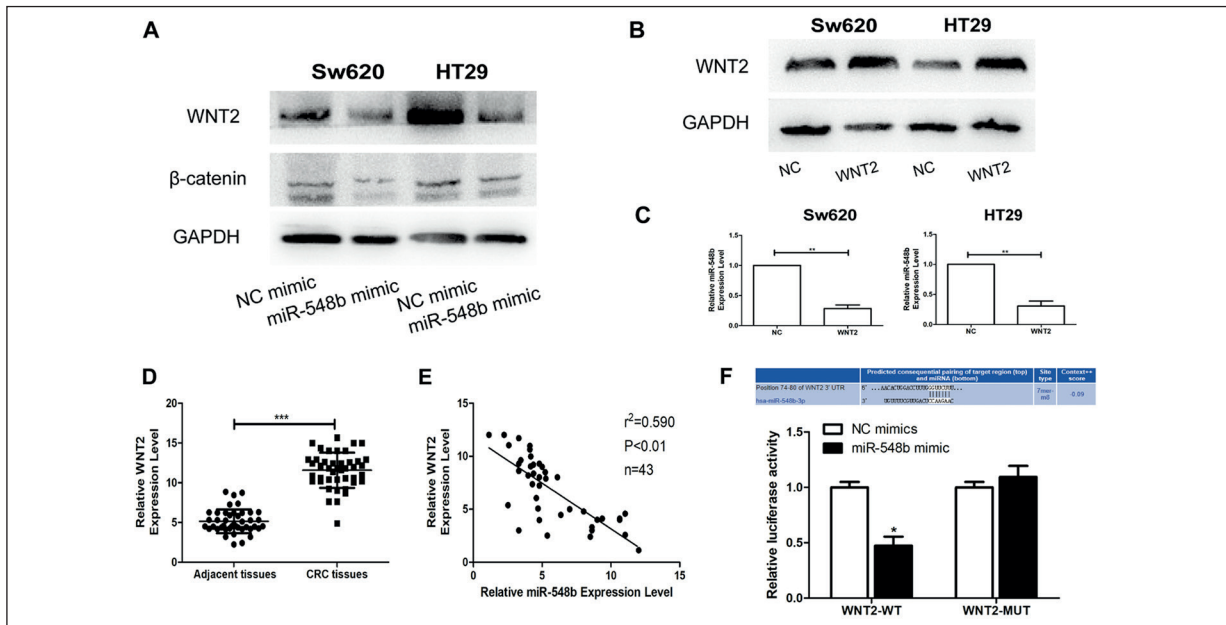 A
Sw620 HT29
WNT2
β-catenin
GAPDH
NC mimic
miR-548b mimic
NC mimic
miR-548b mimic
B
Sw620 HT29
WNT2
GAPDH
NC WNT2 NC WNT2
C
Sw620
Relative miR-548b
Expression Level
1.5
1.0
0.5
0.0
**
NC WNT2
HT29
Relative miR-548b
Expression Level
1.5
1.0
0.5
0.0
**
NC WNT2
D
Relative WNT2
Expression Level
20
15
10
5
0
***
Adjacent tissues CRC tissues
E
Relative WNT2
Expression Level
15
10
5
0
r²=0.590
P<0.01
n=43
0 5 10 15
Relative miR-548b Expression Level
F
Predicted consequential pairing of target region (top)
and miRNA (bottom)
Site
type
Context++
score
Position 74-80 of WNT2 3' UTR 5'
hsa-miR-548b-3p 3'
7mer-
m8
-0.09
NC mimics
miR-548b mimic
Relative luciferase activity
1.5
1.0
0.5
0.0
*
WNT2-WT WNT2-MUT